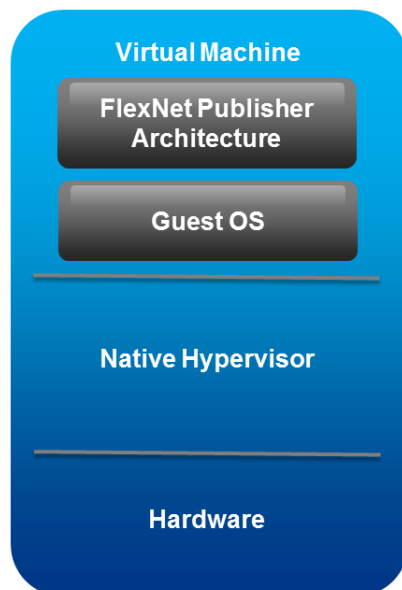 Virtual Machine
FlexNet Publisher
Architecture
Guest OS
Native Hypervisor
Hardware